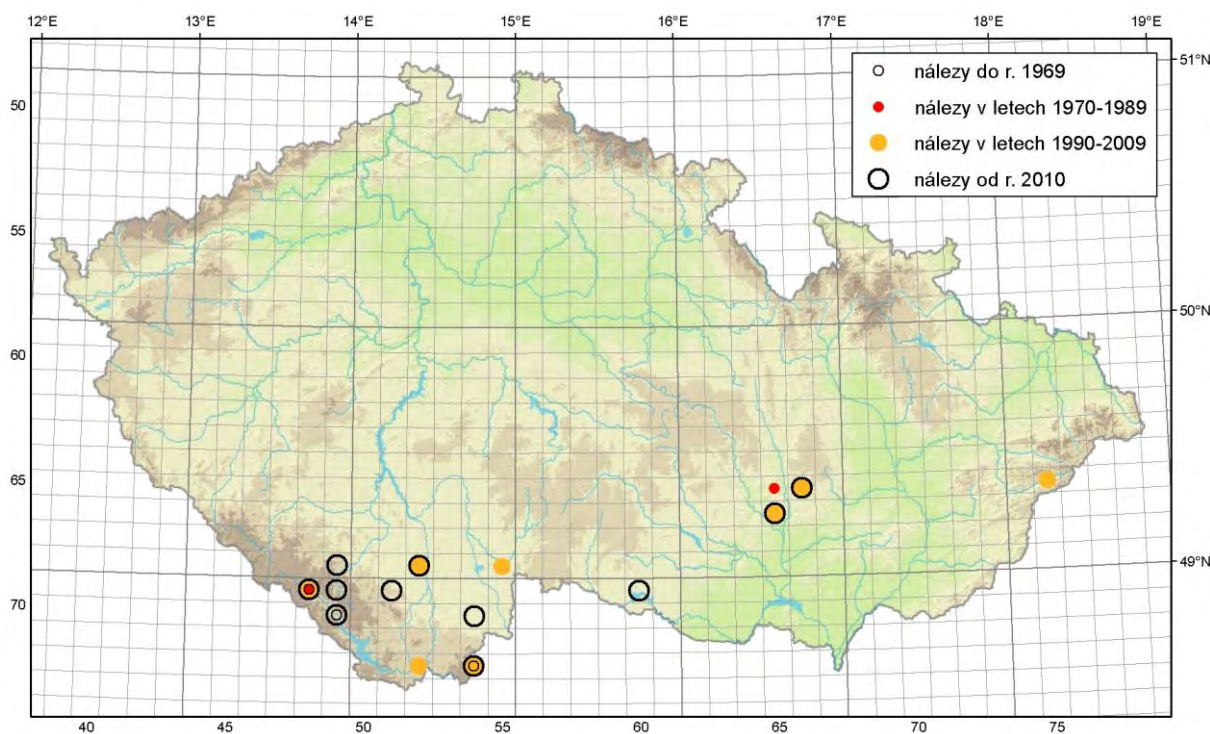 12°E 13°E 14°E 15°E 16°E 17°E 18°E 19°E
nálezy do r. 1969
nálezy v letech 1970-1989
nálezy v letech 1990-2009
nálezy od r. 2010
51°N
50
55
50°N
60
65
49°N
70
40 45 50 55 60 65 70 75